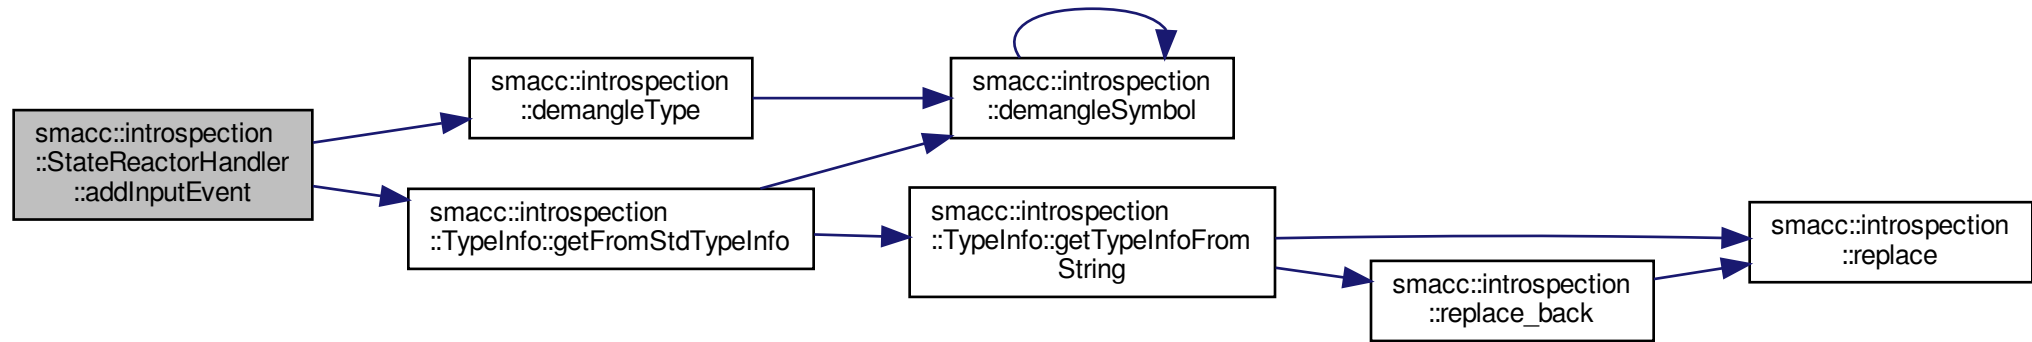 smacc::introspection
::StateReactorHandler
::addInputEvent
smacc::introspection
::demangleType
smacc::introspection
::demangleSymbol
smacc::introspection
::TypeInfo::getFromStdTypeInfo
smacc::introspection
::TypeInfo::getTypeInfoFrom
String
smacc::introspection
::replace
smacc::introspection
::replace_back